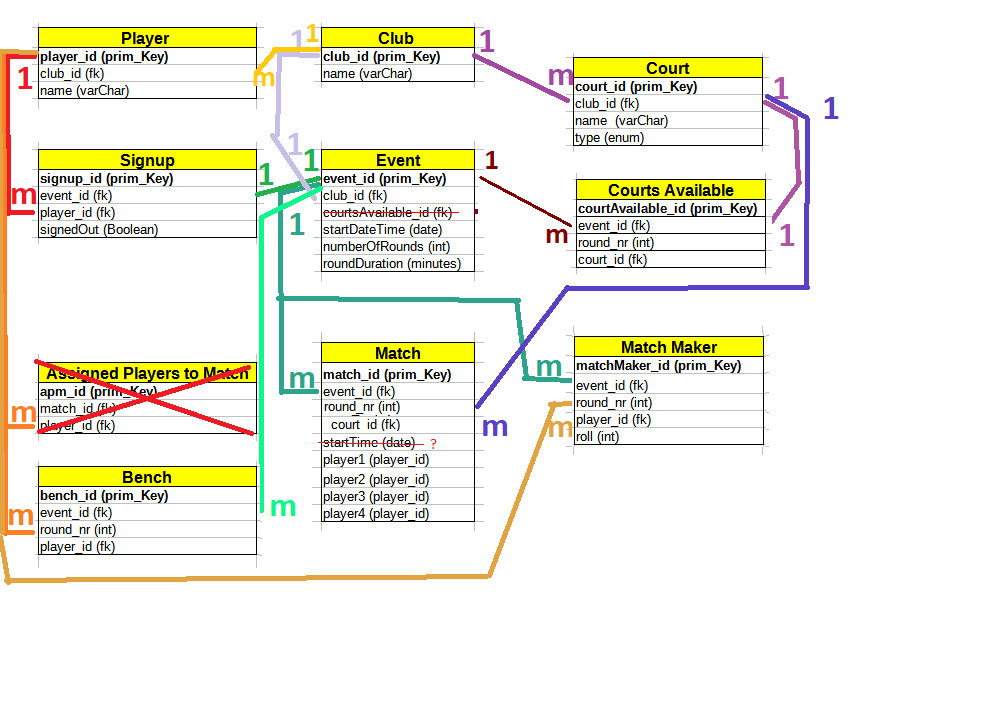 Player
player_id (prim_Key)
club_id (fk)
name (varChar)
1
m
1
1
Club
club_id (prim_Key)
name (varChar)
1
m
Court
court_id (prim_Key)
club_id (fk)
name (varChar)
type (enum)
1
1
Signup
signup_id (prim_Key)
event_id (fk)
player_id (fk)
signedOut (Boolean)
m
1
1
1
1
Event
event_id (prim_Key)
club_id (fk)
courtsAvailable_id (fk)
startDateTime (date)
numberOfRounds (int)
roundDuration (minutes)
1
m
Courts Available
courtAvailable_id (prim_Key)
event_id (fk)
round_nr (int)
court_id (fk)
1
Assigned Players to Match
apm_id (prim_Key)
match_id (fk)
player_id (fk)
m
Match
match_id (prim_Key)
event_id (fk)
round_nr (int)
court_id (fk)
startTime (date) ?
player1 (player_id)
player2 (player_id)
player3 (player_id)
player4 (player_id)
m
m
Match Maker
matchMaker_id (prim_Key)
event_id (fk)
round_nr (int)
player_id (fk)
roll (int)
m
m
Bench
bench_id (prim_Key)
event_id (fk)
round_nr (int)
player_id (fk)
m
m